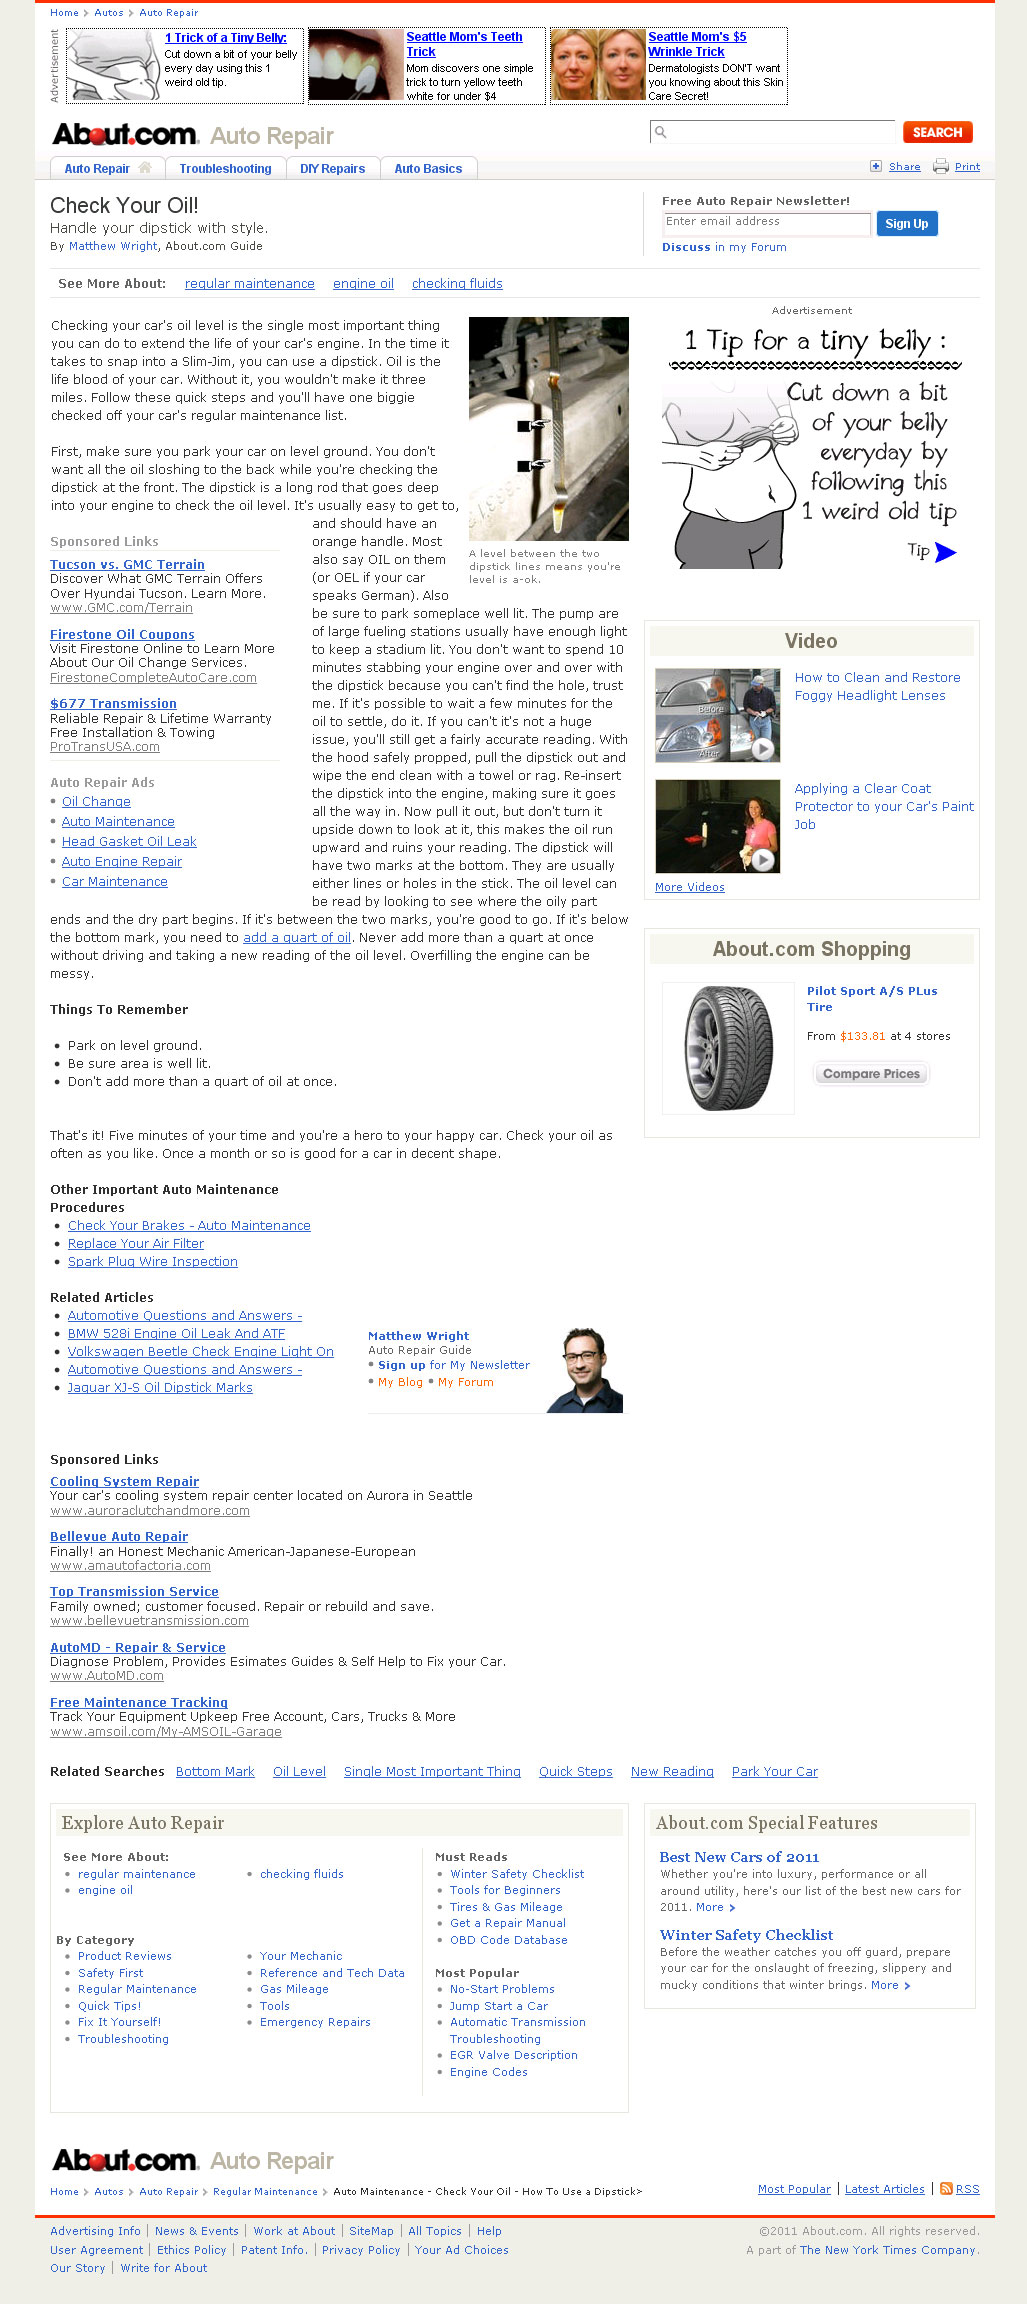 Home > Autos > Auto Repair
Advertisement
1 Trick of a Tiny Belly:
Cut down a bit of your belly
every day using this 1
weird old tip.
Seattle Mom's Teeth
Trick
Mom discovers one simple
trick to turn yellow teeth
white for under $4
Seattle Mom's $5
Wrinkle Trick
Dermatologists DON'T want
you knowing about this Skin
Care Secret!
About.com. Auto Repair
SEARCH
Auto Repair
Troubleshooting
DIY Repairs
Auto Basics
Share
Print
Check Your Oil!
Handle your dipstick with style.
By Matthew Wright, About.com Guide
Free Auto Repair Newsletter!
Enter email address
Sign Up
Discuss in my Forum
See More About: regular maintenance engine oil checking fluids
Checking your car's oil level is the single most important thing
you can do to extend the life of your car's engine. In the time it
takes to snap into a Slim-Jim, you can use a dipstick. Oil is the
life blood of your car. Without it, you wouldn't make it three
miles. Follow these quick steps and you'll have one biggie
checked off your car's regular maintenance list.
First, make sure you park your car on level ground. You don't
want all the oil sloshing to the back while you're checking the
dipstick at the front. The dipstick is a long rod that goes deep
into your engine to check the oil level. It's usually easy to get to,
and should have an
orange handle. Most
also say OIL on them
(or OEL if your car
speaks German). Also
be sure to park someplace well lit. The pump are
of large fueling stations usually have enough light
to keep a stadium lit. You don't want to spend 10
minutes stabbing your engine over and over with
the dipstick because you can't find the hole, trust
me. If it's possible to wait a few minutes for the
oil to settle, do it. If you can't it's not a huge
issue, you'll still get a fairly accurate reading. With
the hood safely propped, pull the dipstick out and
wipe the end clean with a towel or rag. Re-insert
the dipstick into the engine, making sure it goes
all the way in. Now pull it out, but don't turn it
upside down to look at it, this makes the oil run
upward and ruins your reading. The dipstick will
have two marks at the bottom. They are usually
either lines or holes in the stick. The oil level can
be read by looking to see where the oily part
ends and the dry part begins. If it's between the two marks, you're good to go. If it's below
the bottom mark, you need to add a quart of oil. Never add more than a quart at once
without driving and taking a new reading of the oil level. Overfilling the engine can be
messy.
A level between the two
dipstick lines means you're
level is a-ok.
Sponsored Links
Tucson vs. GMC Terrain
Discover What GMC Terrain Offers
Over Hyundai Tucson. Learn More.
www.GMC.com/Terrain
Firestone Oil Coupons
Visit Firestone Online to Learn More
About Our Oil Change Services.
FirestoneCompleteAutoCare.com
$677 Transmission
Reliable Repair & Lifetime Warranty
Free Installation & Towing
ProTransUSA.com
Auto Repair Ads
Oil Change
Auto Maintenance
Head Gasket Oil Leak
Auto Engine Repair
Car Maintenance
Things To Remember
Park on level ground.
Be sure area is well lit.
Don't add more than a quart of oil at once.
That's it! Five minutes of your time and you're a hero to your happy car. Check your oil as
often as you like. Once a month or so is good for a car in decent shape.
Other Important Auto Maintenance
Procedures
Check Your Brakes - Auto Maintenance
Replace Your Air Filter
Spark Plug Wire Inspection
Related Articles
Automotive Questions and Answers -
BMW 528i Engine Oil Leak And ATF
Volkswagen Beetle Check Engine Light On
Automotive Questions and Answers -
Jaguar XJ-S Oil Dipstick Marks
Matthew Wright
Auto Repair Guide
Sign up for My Newsletter
My Blog My Forum
Advertisement
1 Tip for a tiny belly :
Cut down a bit
of your belly
everyday by
following this
1 weird old tip
Tip
Video
Before
After
How to Clean and Restore
Foggy Headlight Lenses
Applying a Clear Coat
Protector to your Car's Paint
Job
More Videos
About.com Shopping
Pilot Sport A/S PLus
Tire
From $133.81 at 4 stores
Compare Prices
Sponsored Links
Cooling System Repair
Your car's cooling system repair center located on Aurora in Seattle
www.auroraclutchandmore.com
Bellevue Auto Repair
Finally! an Honest Mechanic American-Japanese-European
www.amautofactoria.com
Top Transmission Service
Family owned; customer focused. Repair or rebuild and save.
www.bellevuetransmission.com
AutoMD - Repair & Service
Diagnose Problem, Provides Esimates Guides & Self Help to Fix your Car.
www.AutoMD.com
Free Maintenance Tracking
Track Your Equipment Upkeep Free Account, Cars, Trucks & More
www.amsoil.com/My-AMSOIL-Garage
Related Searches Bottom Mark Oil Level Single Most Important Thing Quick Steps New Reading Park Your Car
Explore Auto Repair
See More About:
regular maintenance
engine oil
checking fluids
By Category
Product Reviews
Safety First
Regular Maintenance
Quick Tips!
Fix It Yourself!
Troubleshooting
Your Mechanic
Reference and Tech Data
Gas Mileage
Tools
Emergency Repairs
Must Reads
Winter Safety Checklist
Tools for Beginners
Tires & Gas Mileage
Get a Repair Manual
OBD Code Database
Most Popular
No-Start Problems
Jump Start a Car
Automatic Transmission
Troubleshooting
EGR Valve Description
Engine Codes
About.com Special Features
Best New Cars of 2011
Whether you're into luxury, performance or all
around utility, here's our list of the best new cars for
2011. More >
Winter Safety Checklist
Before the weather catches you off guard, prepare
your car for the onslaught of freezing, slippery and
mucky conditions that winter brings. More >
About.com. Auto Repair
Home > Autos > Auto Repair > Regular Maintenance > Auto Maintenance - Check Your Oil - How To Use a Dipstick>
Most Popular | Latest Articles | RSS
Advertising Info | News & Events | Work at About | SiteMap | All Topics | Help
User Agreement | Ethics Policy | Patent Info. | Privacy Policy | Your Ad Choices
Our Story | Write for About
©2011 About.com. All rights reserved.
A part of The New York Times Company.